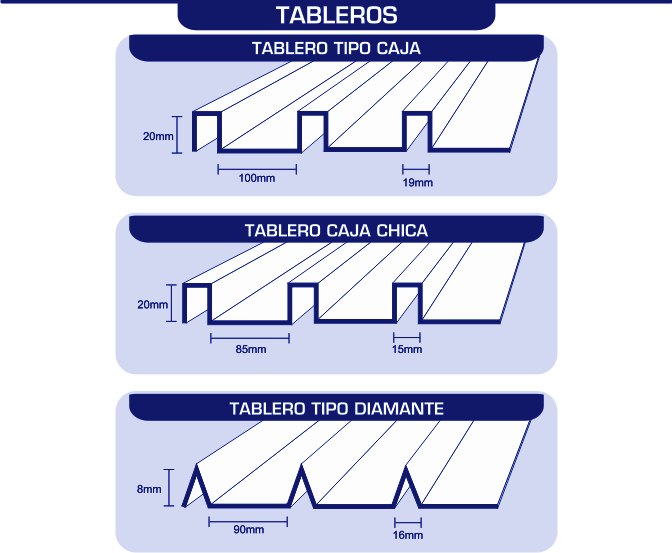 TABLEROS
TABLERO TIPO CAJA
20mm
100mm
19mm
TABLERO CAJA CHICA
20mm
85mm
15mm
TABLERO TIPO DIAMANTE
8mm
90mm
16mm